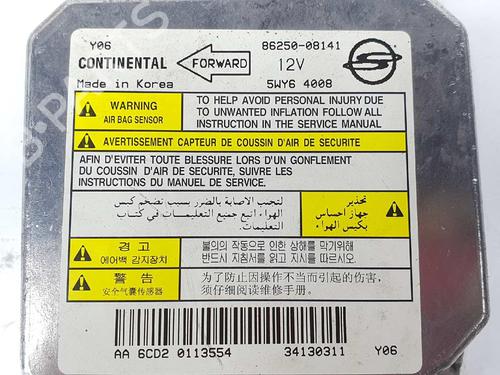 Y06 86250-08141
CONTINENTAL FORWARD 12V
Made in Korea 5WY6 4008
WARNING
AIR BAG SENSOR
TO HELP AVOID PERSONAL INJURY DUE
TO UNWANTED INFLATION FOLLOW ALL
INSTRUCTION IN THE SERVICE MANUAL
AVERTISSEMENT CAPTEUR DE COUSSIN D'AIR DE SECURITE
AFIN D'EVITER TOUTE BLESSURE LORS D'UN GONFLEMENT
DU COUSSIN D'AIR DE SECURITE, SUIVRE LES
INSTRUCTIONS DU MANUEL DE SERVICE.
لتجيب الاصابة بالضرر بسبب تضخم كيس
الهواء اتبع جميع التعليمات في كتاب
التعليمات.
تحذير
جهاز احساس
بكيس الهواء
경 고
에어백 감지장치
불의의 작동으로 인한 상해를 막기위해
반드시 지침서를 읽고 지시를 따르십시오.
警 告
安全气囊传感器
为了防止因操作不当而引起的伤害,
须仔细阅读维修手册.
AA 6CD2 0113554 34130311 Y06